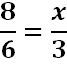 8/6 = x/3